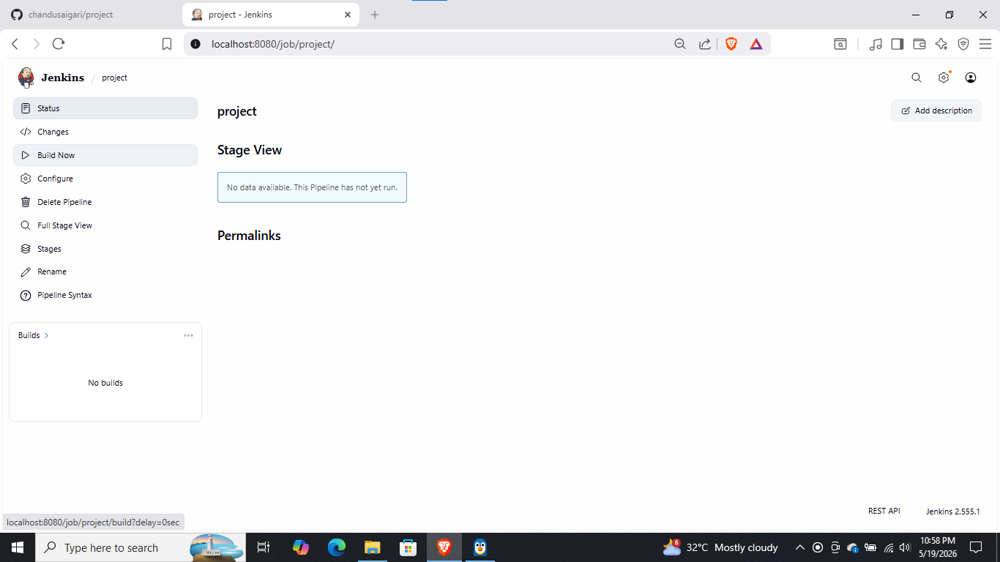 chandusaigari/project
project - Jenkins
localhost:8080/job/project/
Jenkins / project
Status
project
Add description
Changes
Stage View
Build Now
Configure
No data available. This Pipeline has not yet run.
Delete Pipeline
Full Stage View
Permalinks
Stages
Rename
Pipeline Syntax
Builds
No builds
REST API
Jenkins 2.555.1
localhost:8080/job/project/build?delay=0sec
Type here to search
6
32°C Mostly cloudy
10:58 PM
5/19/2026